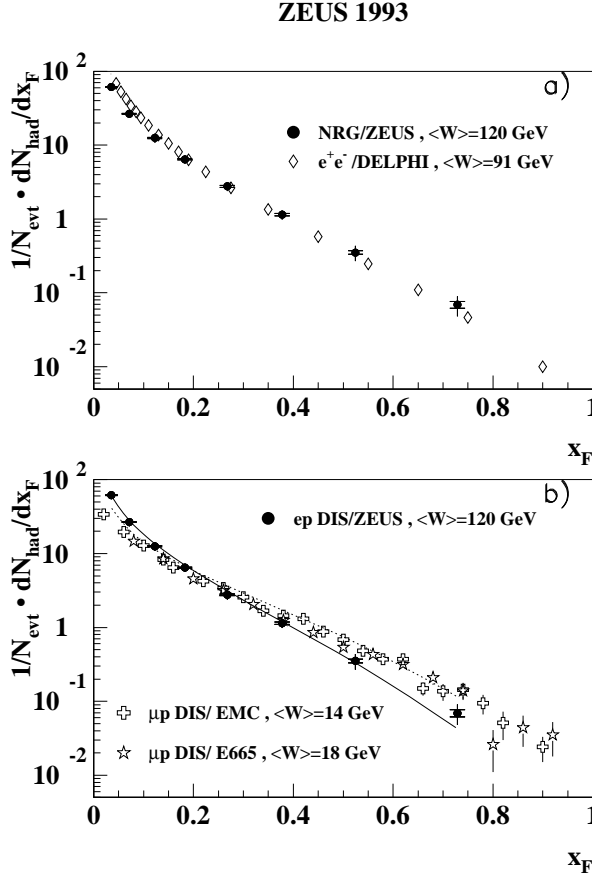 ZEUS 1993
a)
1/N_evt • dN_had/dx_F
10^2
10
1
10^-1
10^-2
NRG/ZEUS , <W>=120 GeV
e^+e^-/DELPHI , <W>=91 GeV
0 0.2 0.4 0.6 0.8 1
x_F
b)
1/N_evt • dN_had/dx_F
10^2
10
1
10^-1
10^-2
ep DIS/ZEUS , <W>=120 GeV
μp DIS/ EMC , <W>=14 GeV
μp DIS/ E665 , <W>=18 GeV
0 0.2 0.4 0.6 0.8 1
x_F